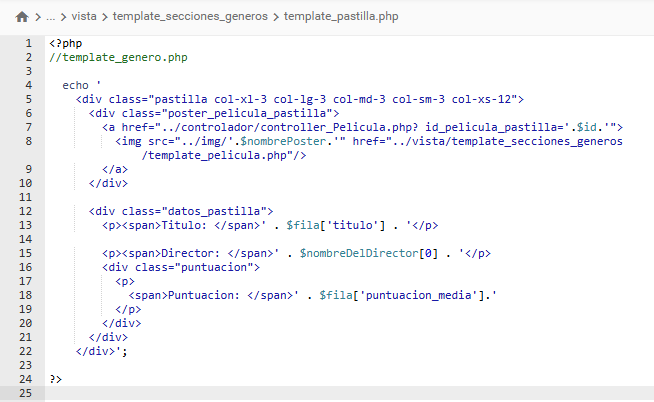 ... > vista > template_secciones_generos > template_pastilla.php
1 <?php
2 //template_genero.php
3
4 echo '
5 <div class="pastilla col-xl-3 col-lg-3 col-md-3 col-sm-3 col-xs-12">
6 <div class="poster_pelicula_pastilla">
7 <a href="../controlador/controller_Pelicula.php? id_pelicula_pastilla='.$id.'">
8 <img src="../img/'.$nombrePoster.'" href="../vista/template_secciones_generos
/template_pelicula.php"/>
9 </a>
10 </div>
11
12 <div class="datos_pastilla">
13 <p><span>Titulo: </span>' . $fila['titulo'] . '</p>
14
15 <p><span>Director: </span>' . $nombreDelDirector[0] . '</p>
16 <div class="puntuacion">
17 <p>
18 <span>Puntuacion: </span>' . $fila['puntuacion_media'].'
19 </p>
20 </div>
21 </div>
22 </div>';
23
24 ?>
25